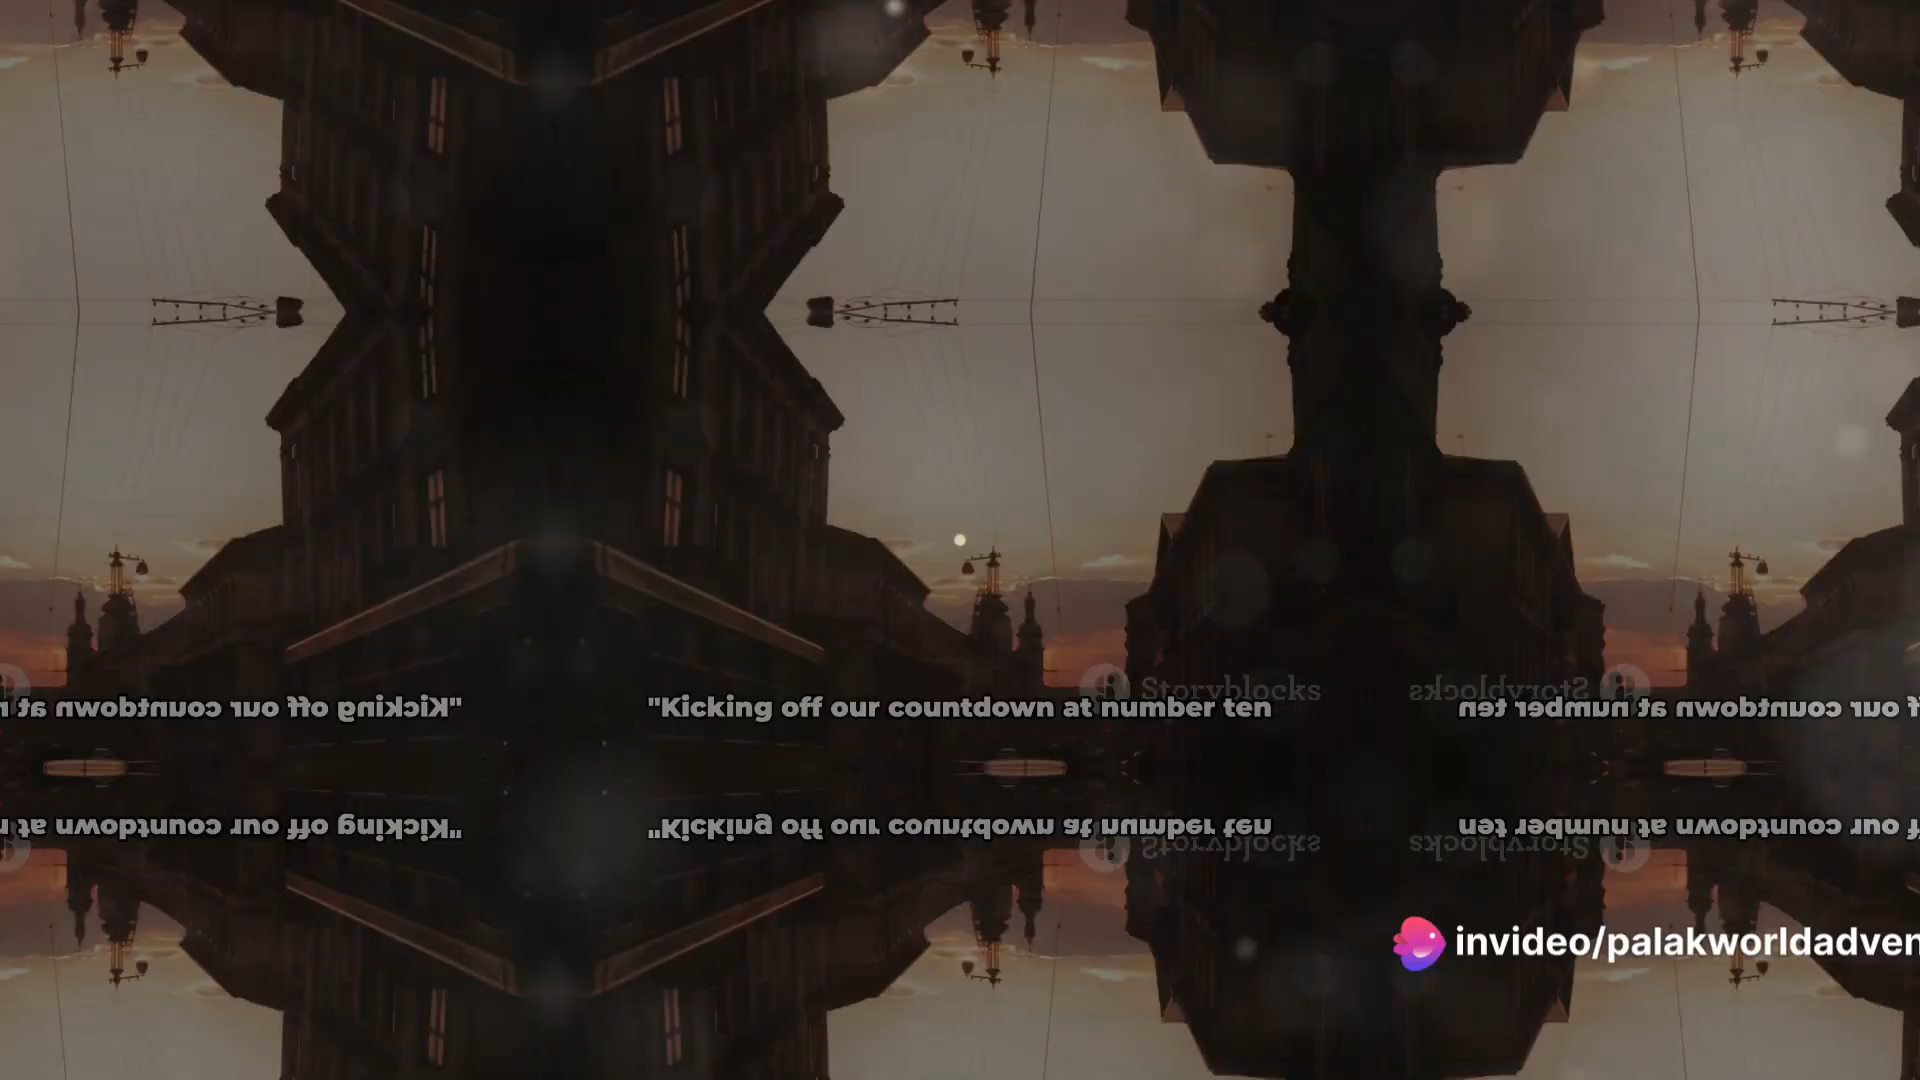 Storyblocks
"Kicking off our countdown at number ten
invideo/palakworldadven